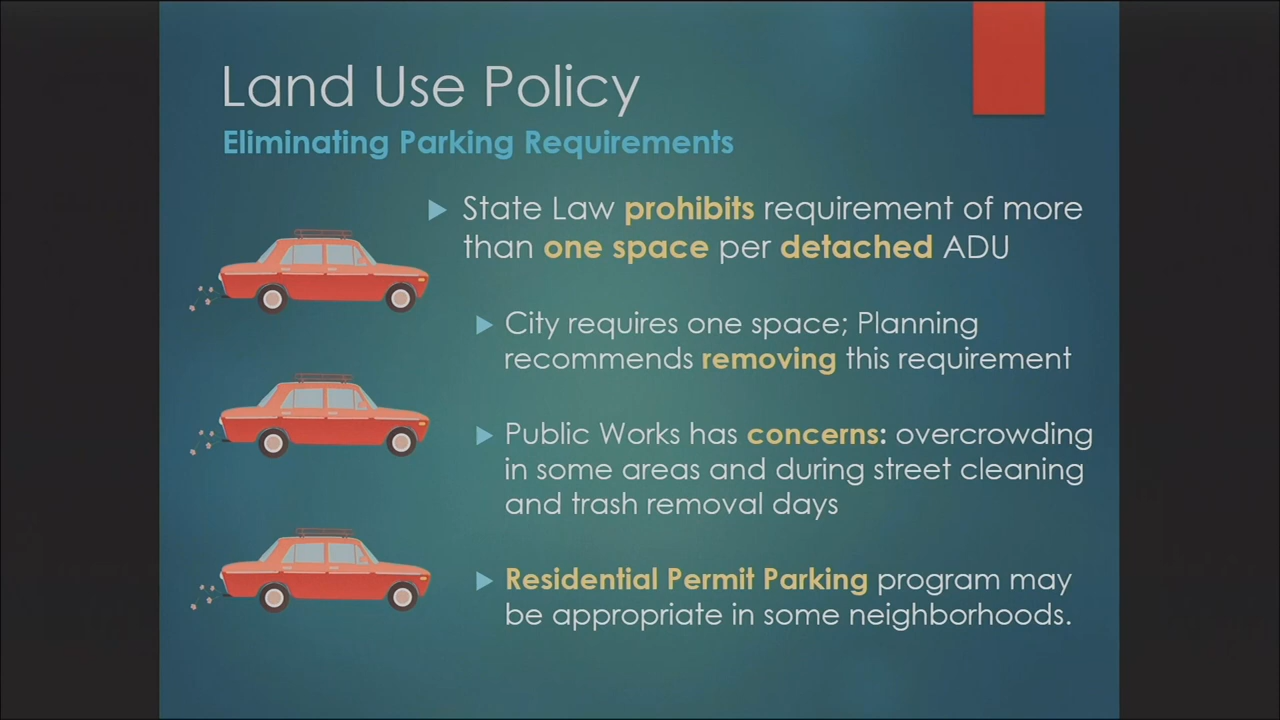 Land Use Policy
Eliminating Parking Requirements
State Law prohibits requirement of more
than one space per detached ADU
City requires one space; Planning
recommends removing this requirement
Public Works has concerns: overcrowding
in some areas and during street cleaning
and trash removal days
Residential Permit Parking program may
be appropriate in some neighborhoods.